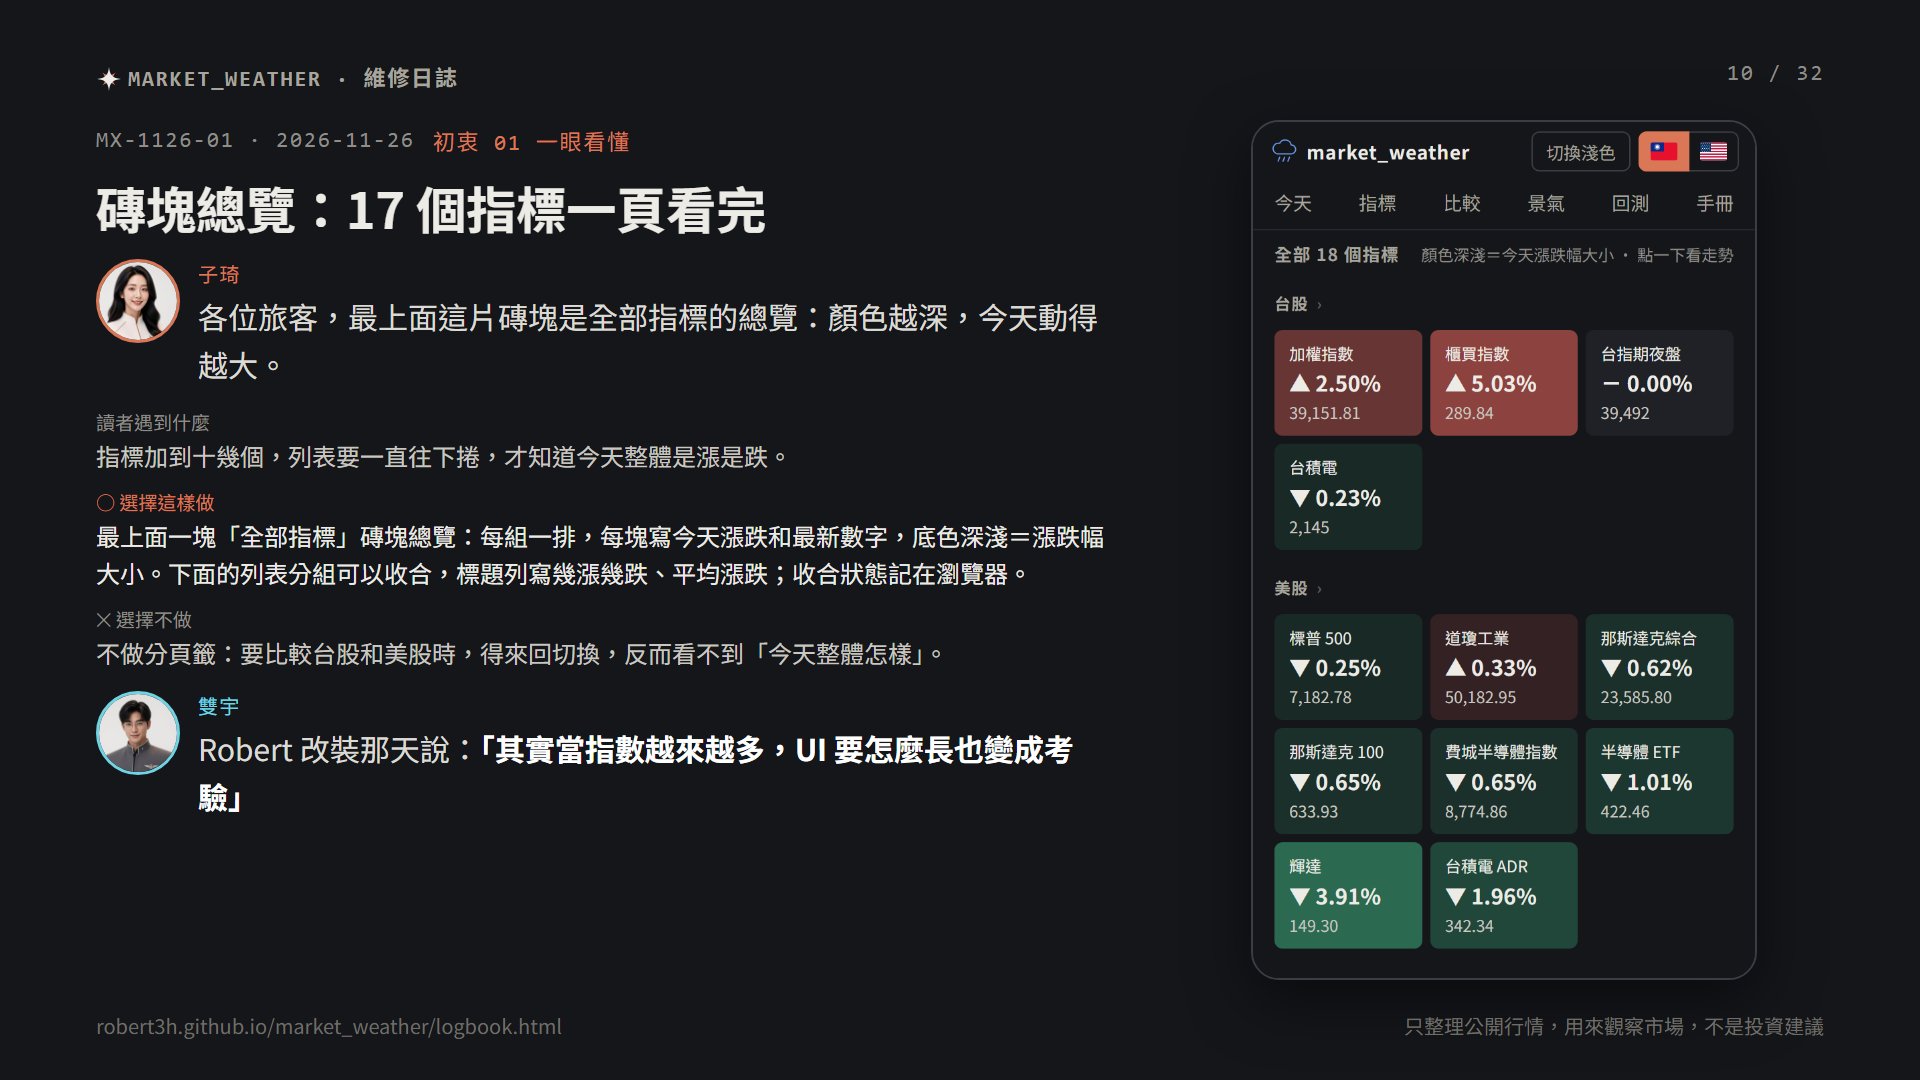 MARKET_WEATHER · 維修日誌
10 / 32
MX-1126-01 · 2026-11-26 初衷 01 一眼看懂
磚塊總覽：17 個指標一頁看完
子琦
各位旅客，最上面這片磚塊是全部指標的總覽：顏色越深，今天動得
越大。
讀者遇到什麼
指標加到十幾個，列表要一直往下捲，才知道今天整體是漲是跌。
○ 選擇這樣做
最上面一塊「全部指標」磚塊總覽：每組一排，每塊寫今天漲跌和最新數字，底色深淺＝漲跌幅
大小。下面的列表分組可以收合，標題列寫幾漲幾跌、平均漲跌；收合狀態記在瀏覽器。
✕ 選擇不做
不做分頁籤：要比較台股和美股時，得來回切換，反而看不到「今天整體怎樣」。
雙宇
Robert 改裝那天說：「其實當指數越來越多，UI 要怎麼長也變成考
驗」
market_weather
切換淺色
今天 指標 比較 景氣 回測 手冊
全部 18 個指標 顏色深淺＝今天漲跌幅大小 · 點一下看走勢
台股 ›
加權指數
▲ 2.50%
39,151.81
櫃買指數
▲ 5.03%
289.84
台指期夜盤
− 0.00%
39,492
台積電
▼ 0.23%
2,145
美股 ›
標普 500
▼ 0.25%
7,182.78
道瓊工業
▲ 0.33%
50,182.95
那斯達克綜合
▼ 0.62%
23,585.80
那斯達克 100
▼ 0.65%
633.93
費城半導體指數
▼ 0.65%
8,774.86
半導體 ETF
▼ 1.01%
422.46
輝達
▼ 3.91%
149.30
台積電 ADR
▼ 1.96%
342.34
robert3h.github.io/market_weather/logbook.html
只整理公開行情，用來觀察市場，不是投資建議